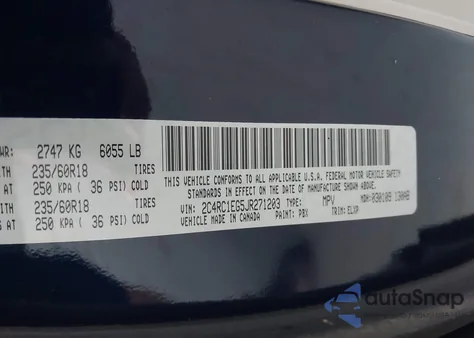 WR: 2747 KG 6055 LB
235/60R18 TIRES
S AT 250 KPA ( 36 PSI) COLD
235/60R18 TIRES
S AT 250 KPA ( 36 PSI) COLD
THIS VEHICLE CONFORMS TO ALL APPLICABLE U.S.A. FEDERAL MOTOR VEHICLE SAFETY
STANDARDS IN EFFECT ON THE DATE OF MANUFACTURE SHOWN ABOVE.
VIN: 2C4RC1EG5JR271203 TYPE: MPV
VEHICLE MADE IN CANADA PAINT: PBX TRIM: ELXP
autoSnap